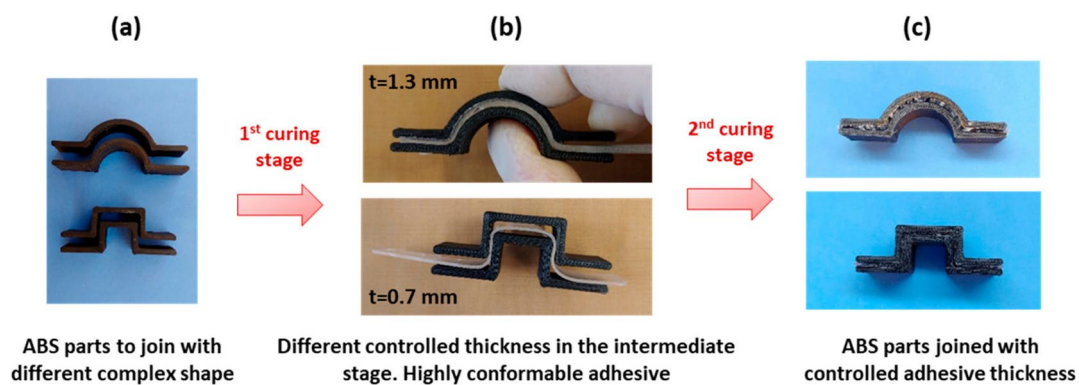 (a)
(b)
(c)
t=1.3 mm
1st curing
stage
2nd curing
stage
t=0.7 mm
ABS parts to join with
different complex shape
Different controlled thickness in the intermediate
stage. Highly conformable adhesive
ABS parts joined with
controlled adhesive thickness